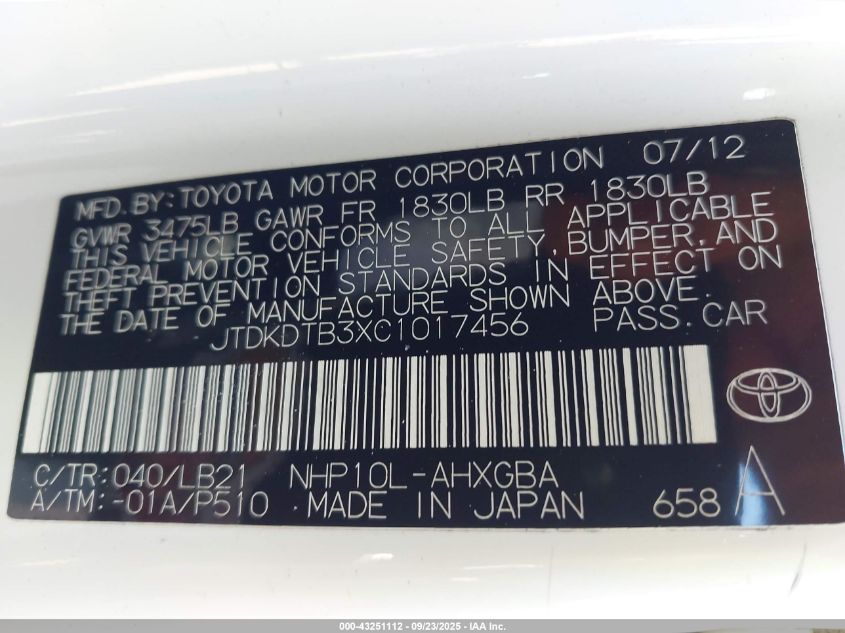 MFD.BY:TOYOTA MOTOR CORPORATION 07/12
GVWR 3475LB GAWR FR 1830LB RR 1830LB
THIS VEHICLE CONFORMS TO ALL APPLICABLE
FEDERAL MOTOR VEHICLE SAFETY, BUMPER, AND
THEFT PREVENTION STANDARDS IN EFFECT ON
THE DATE OF MANUFACTURE SHOWN ABOVE.
JTDKDTB3XC1017456 PASS.CAR
C/TR:040/LB21 NHP10L-AHXGBA
A/TM:-01A/P510 MADE IN JAPAN 658 A
000-43251112 - 09/23/2025 - IAA Inc.